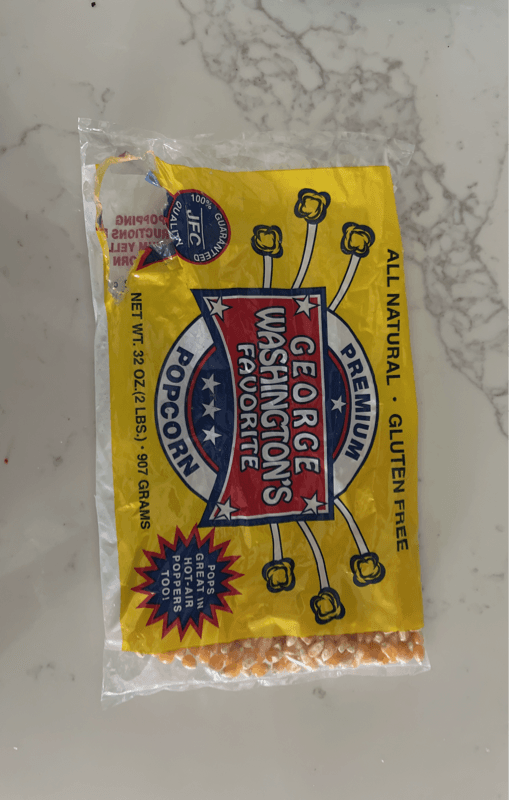 ALL NATURAL • GLUTEN FREE
PREMIUM
GEORGE
WASHINGTON'S
FAVORITE
POPCORN
100% GUARANTEED
JFC
QUALITY
POPS
GREAT IN
HOT-AIR
POPPERS
TOO!
NET WT. 32 OZ.(2 LBS.) • 907 GRAMS
POPPING